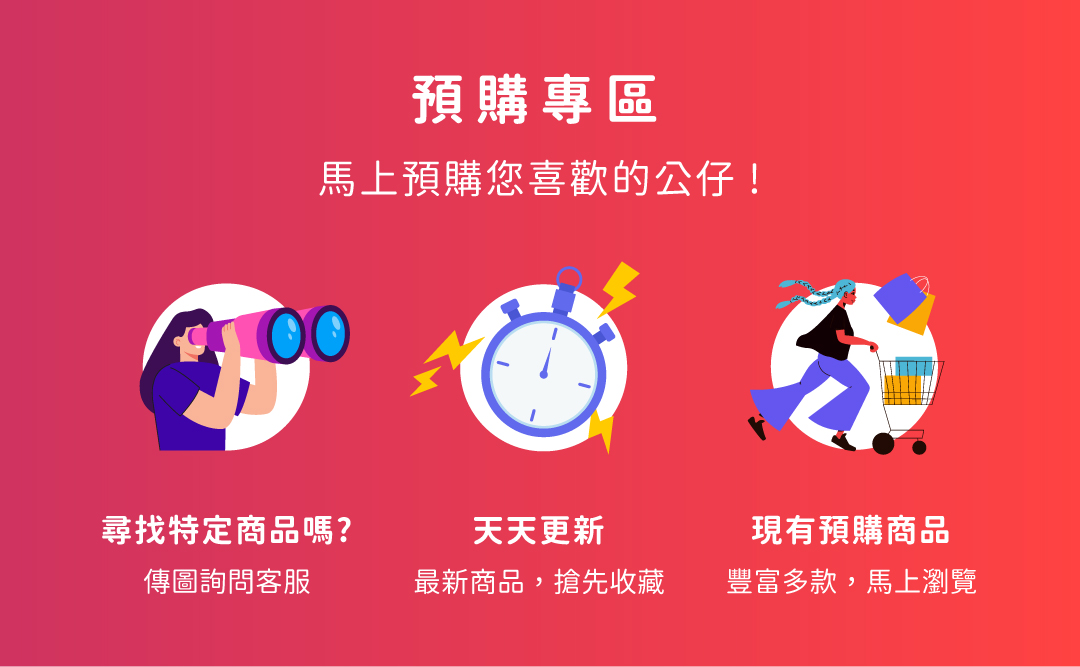 預購專區
馬上預購您喜歡的公仔！
尋找特定商品嗎?
傳圖詢問客服
天天更新
最新商品，搶先收藏
現有預購商品
豐富多款，馬上瀏覽